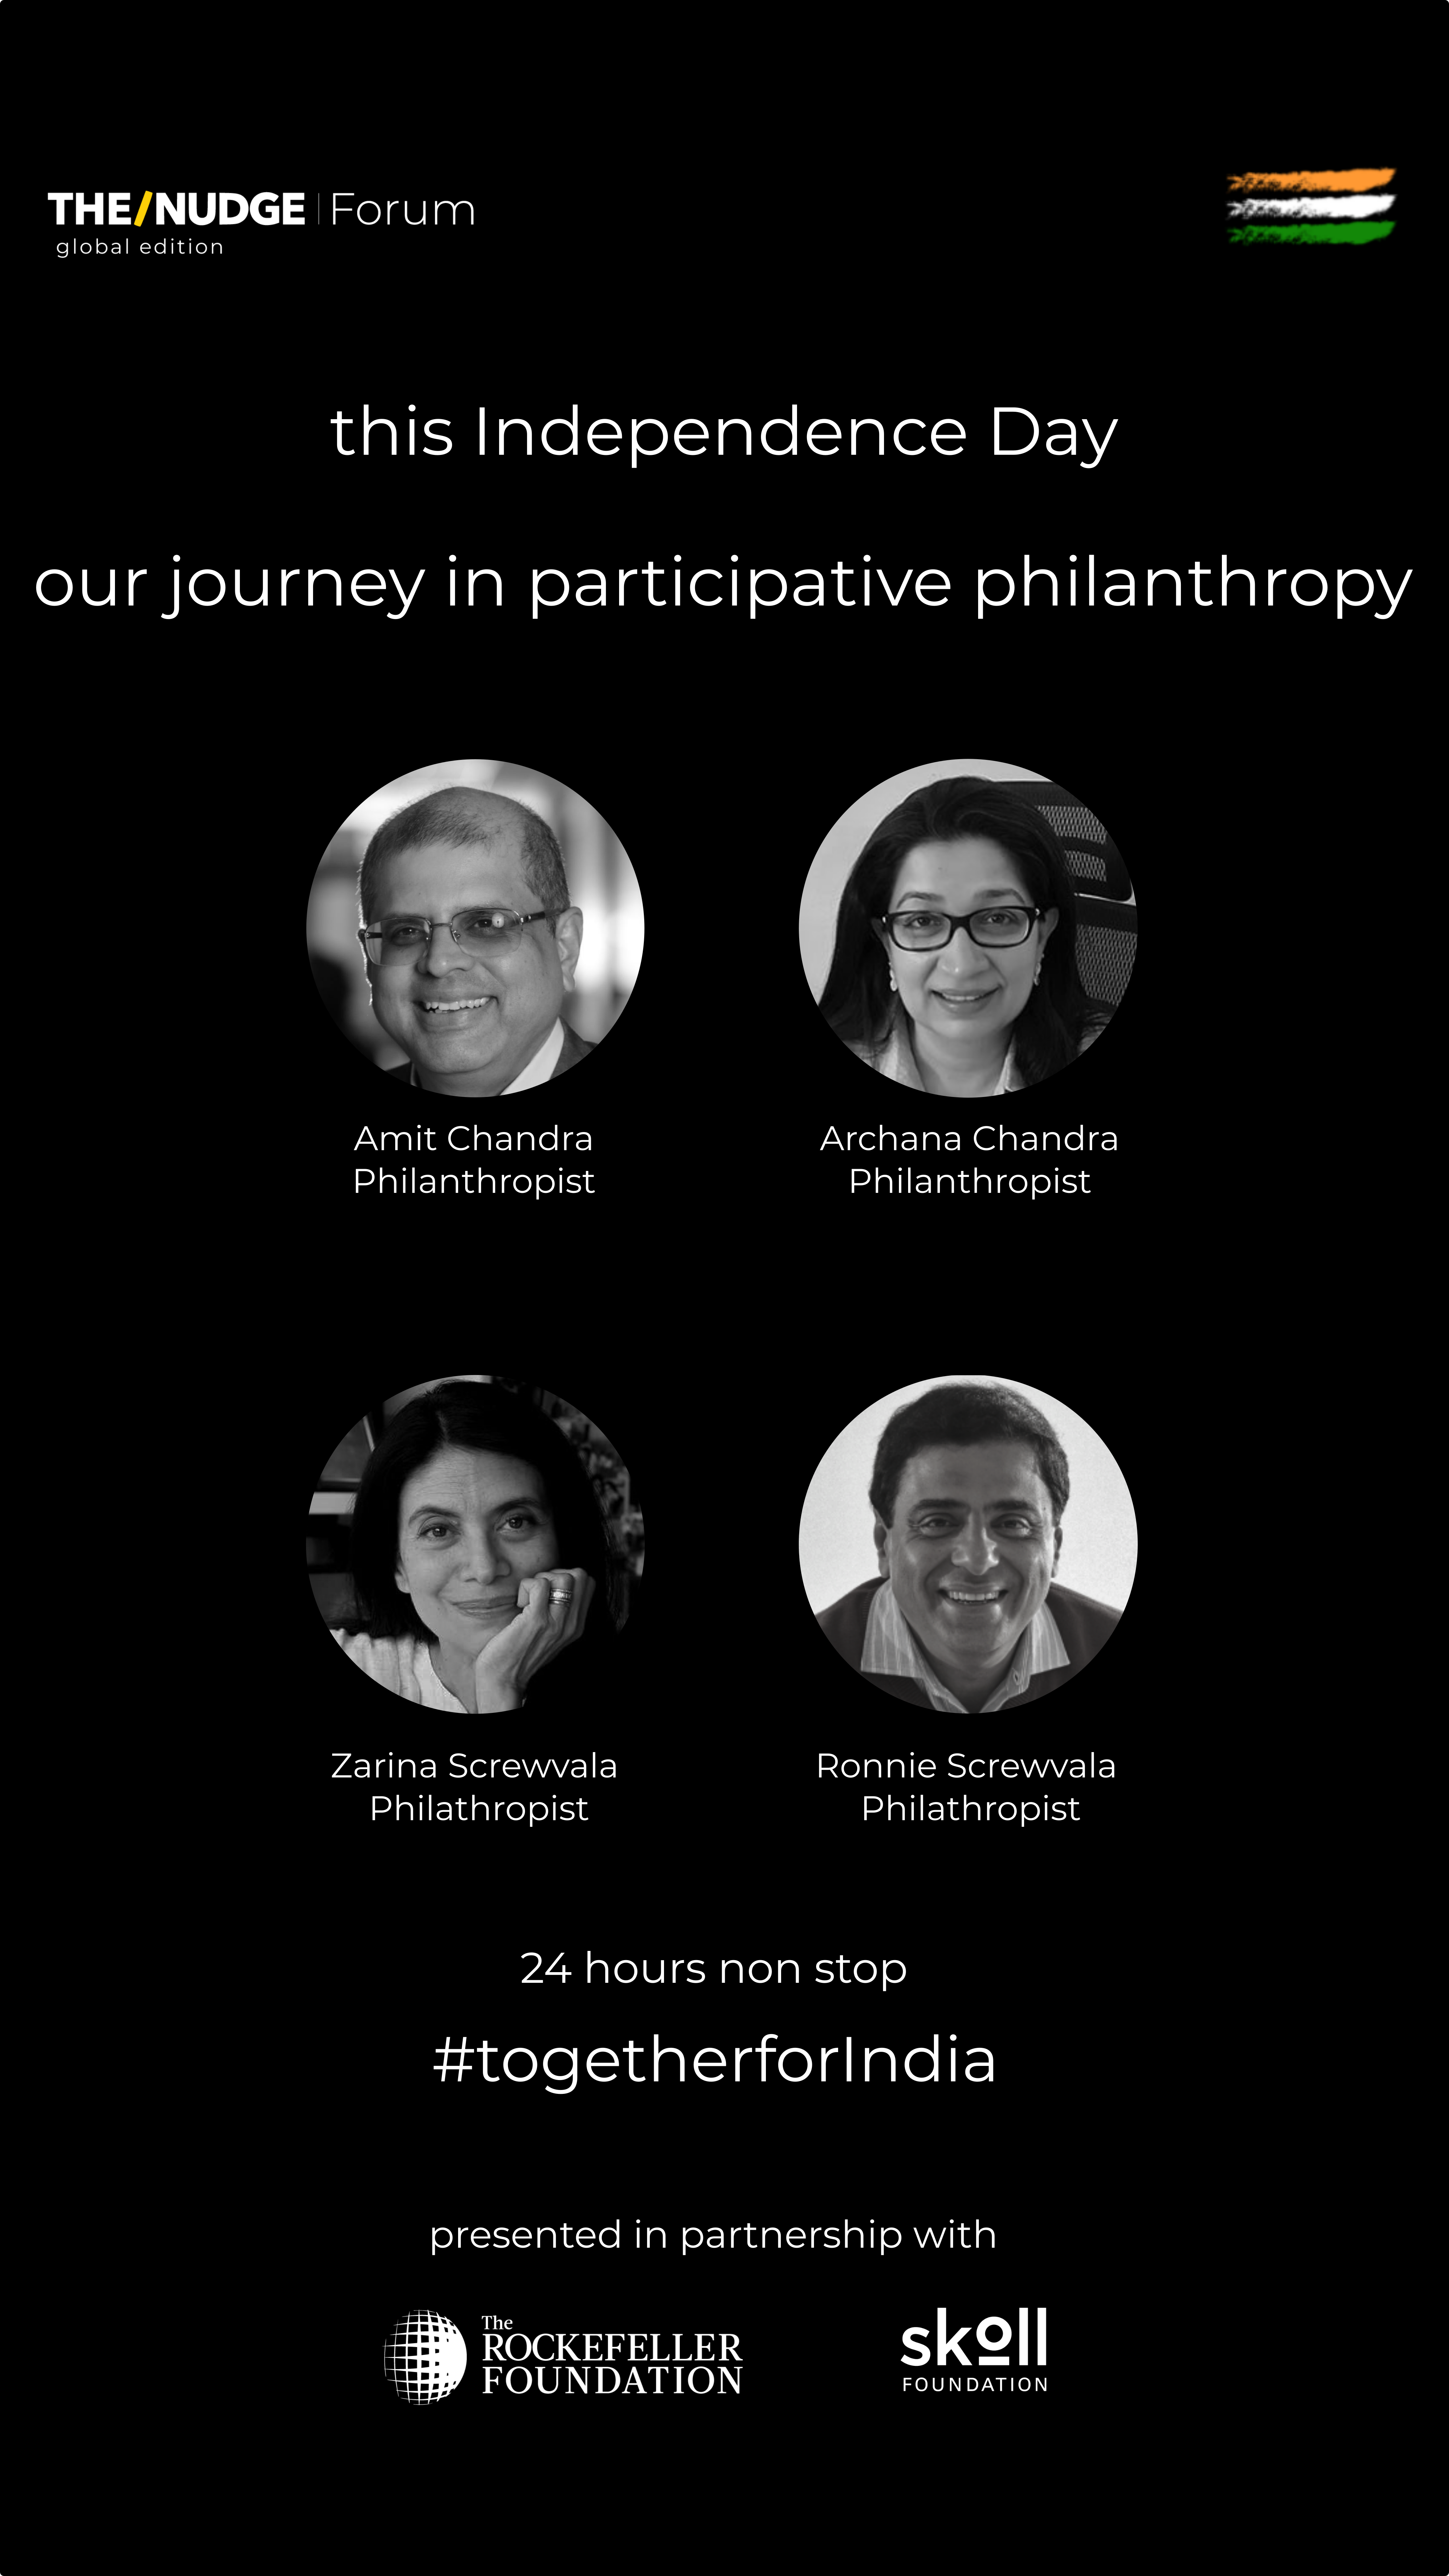 THE/NUDGE | Forum
global edition
this Independence Day
our journey in participative philanthropy
Amit Chandra
Philanthropist
Archana Chandra
Philanthropist
Zarina Screwvala
Philathropist
Ronnie Screwvala
Philathropist
24 hours non stop
#togetherforIndia
presented in partnership with
The
ROCKEFELLER
FOUNDATION
skoll
FOUNDATION